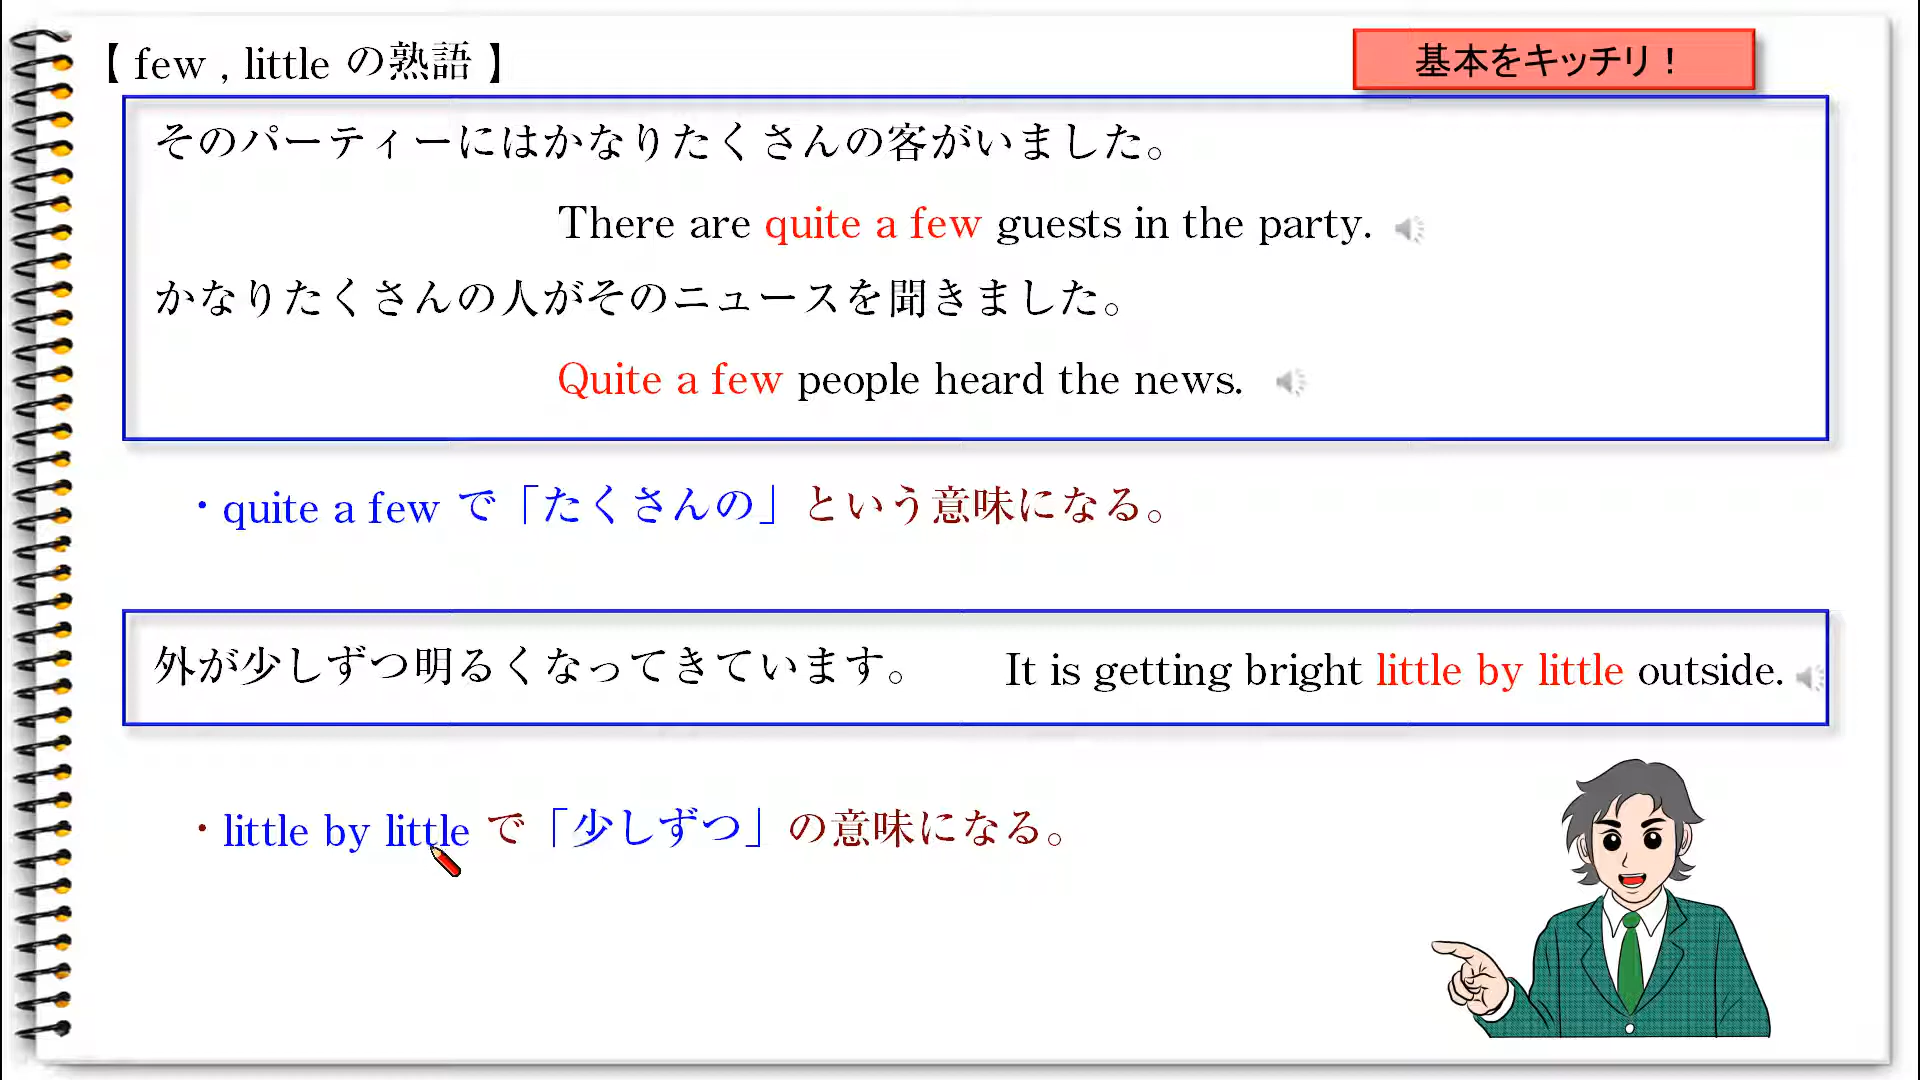 【 few , little の熟語 】
基本をキッチリ！
そのパーティーにはかなりたくさんの客がいました。
There are quite a few guests in the party.
かなりたくさんの人がそのニュースを聞きました。
Quite a few people heard the news.
・quite a few で「たくさんの」という意味になる。
外が少しずつ明るくなってきています。 It is getting bright little by little outside.
・little by little で「少しずつ」の意味になる。